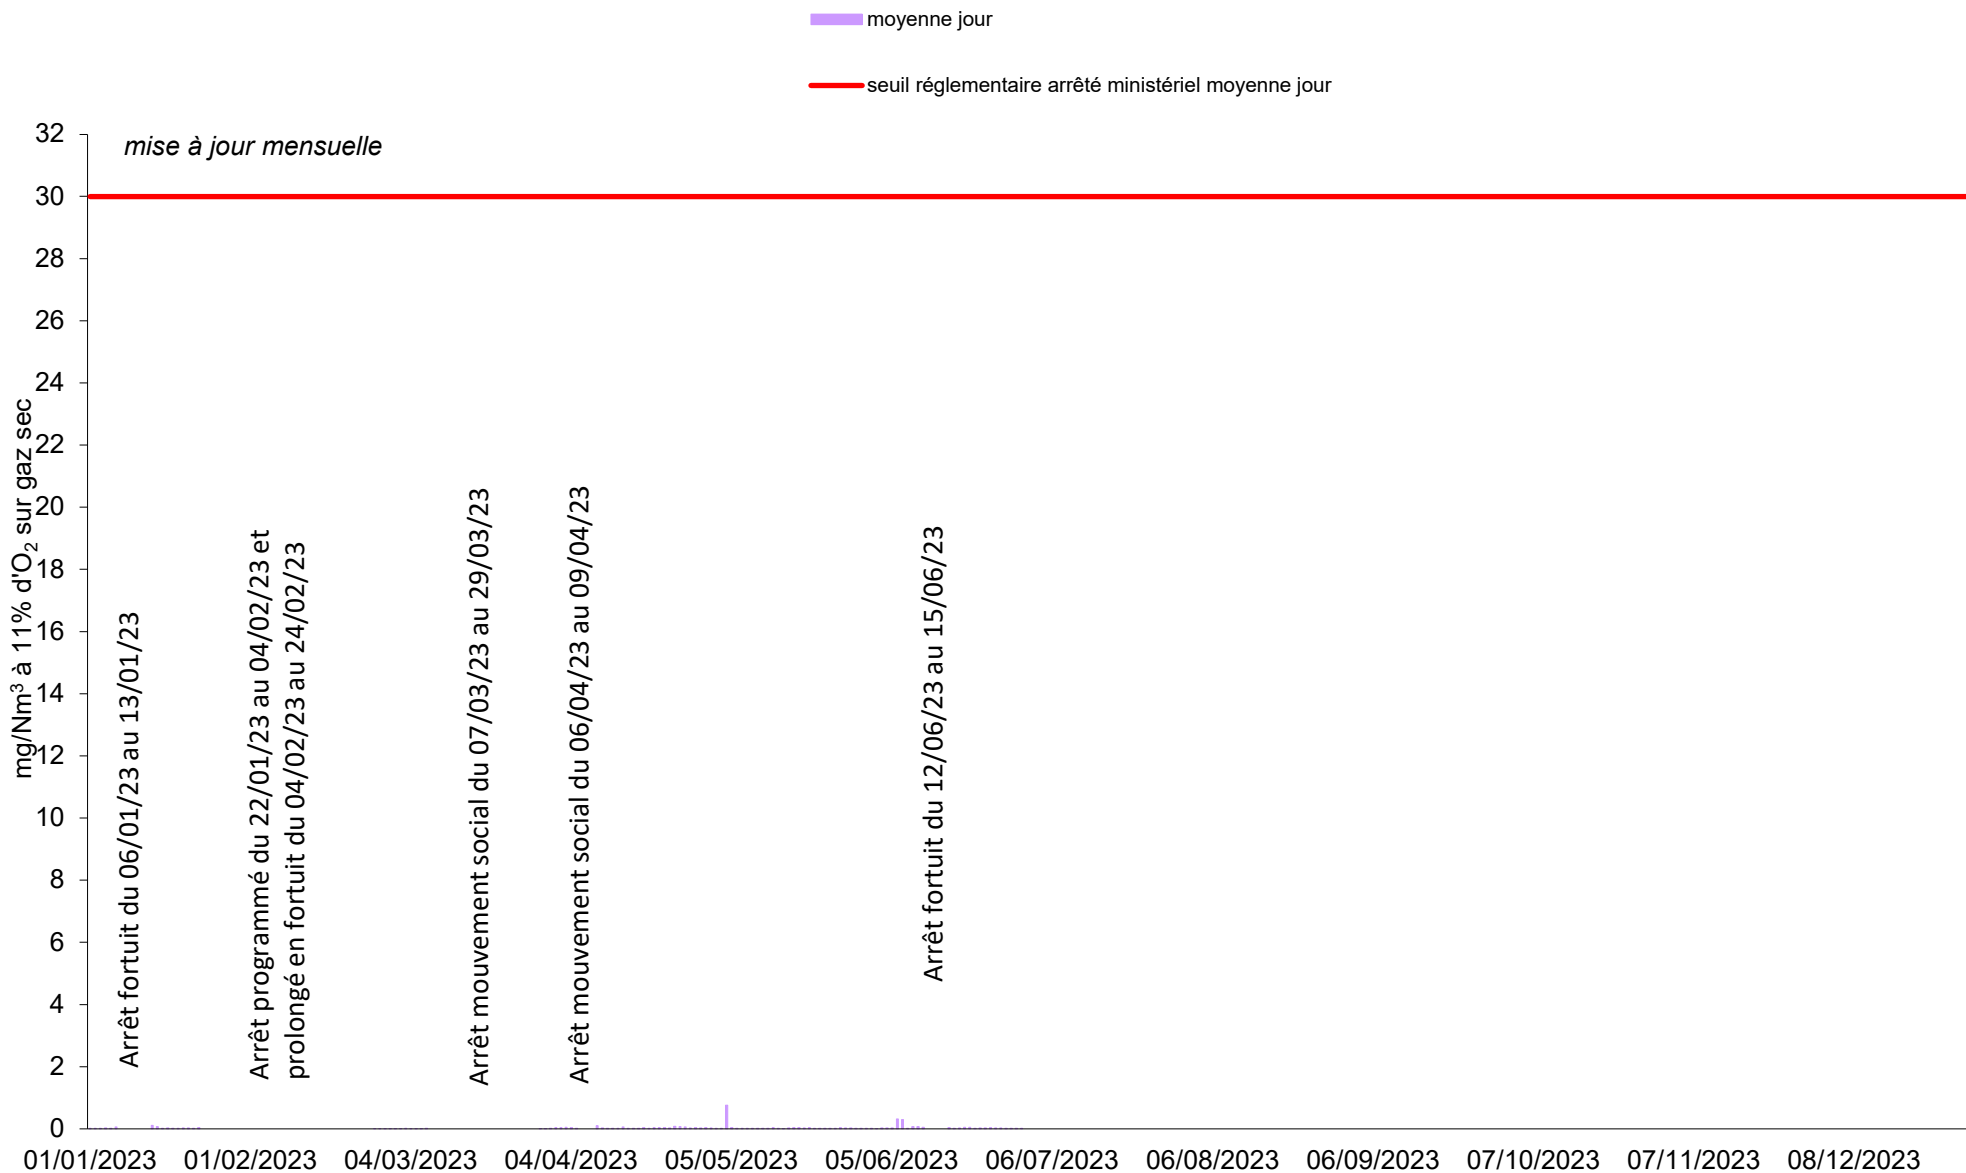 moyenne jour
seuil réglementaire arrêté ministériel moyenne jour
mise à jour mensuelle
mg/Nm³ à 11% d'O₂ sur gaz sec
32
30
28
26
24
22
20
18
16
14
12
10
8
6
4
2
0
Arrêt fortuit du 06/01/23 au 13/01/23
Arrêt programmé du 22/01/23 au 04/02/23 et
prolongé en fortuit du 04/02/23 au 24/02/23
Arrêt mouvement social du 07/03/23 au 29/03/23
Arrêt mouvement social du 06/04/23 au 09/04/23
Arrêt fortuit du 12/06/23 au 15/06/23
01/01/2023 01/02/2023 04/03/2023 04/04/2023 05/05/2023 05/06/2023 06/07/2023 06/08/2023 06/09/2023 07/10/2023 07/11/2023 08/12/2023